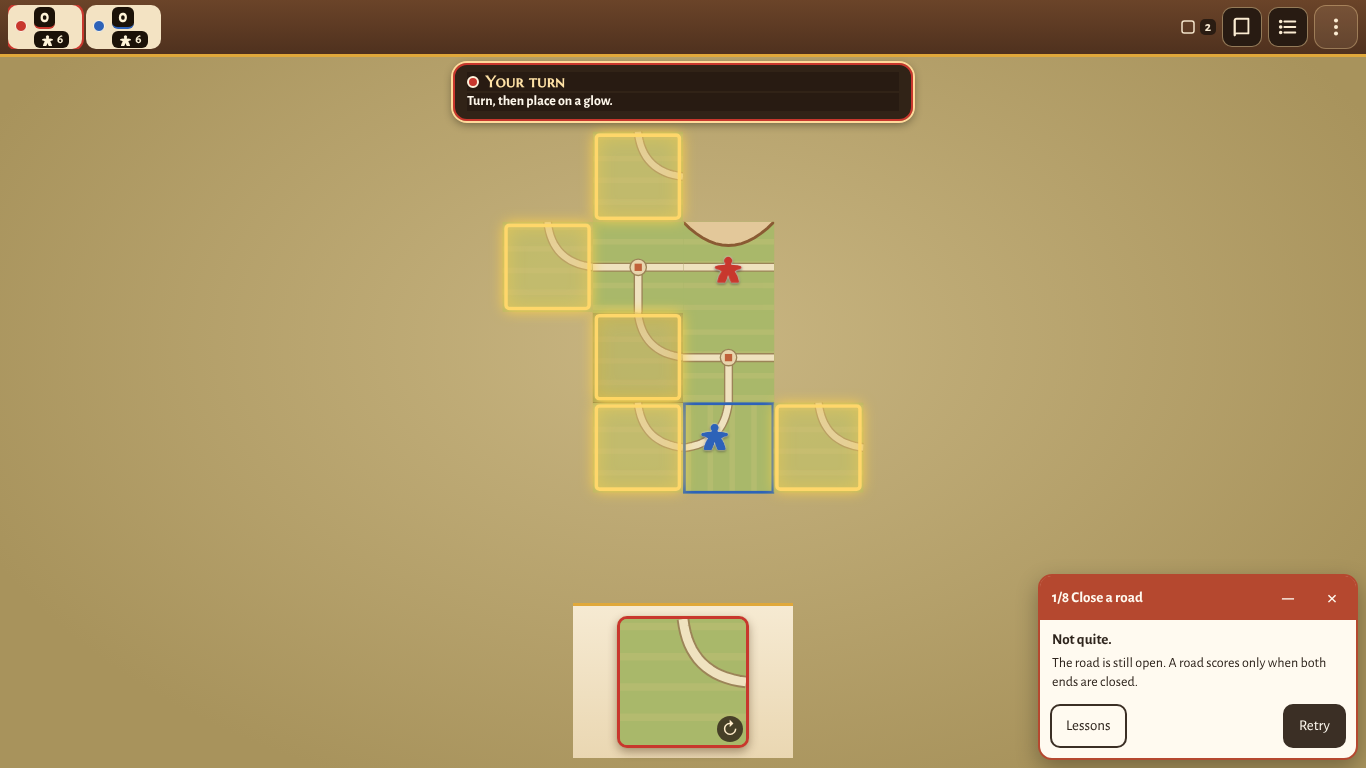 0
6
0
6
2
Your turn
Turn, then place on a glow.
1/8 Close a road
Not quite.
The road is still open. A road scores only when both
ends are closed.
Lessons
Retry